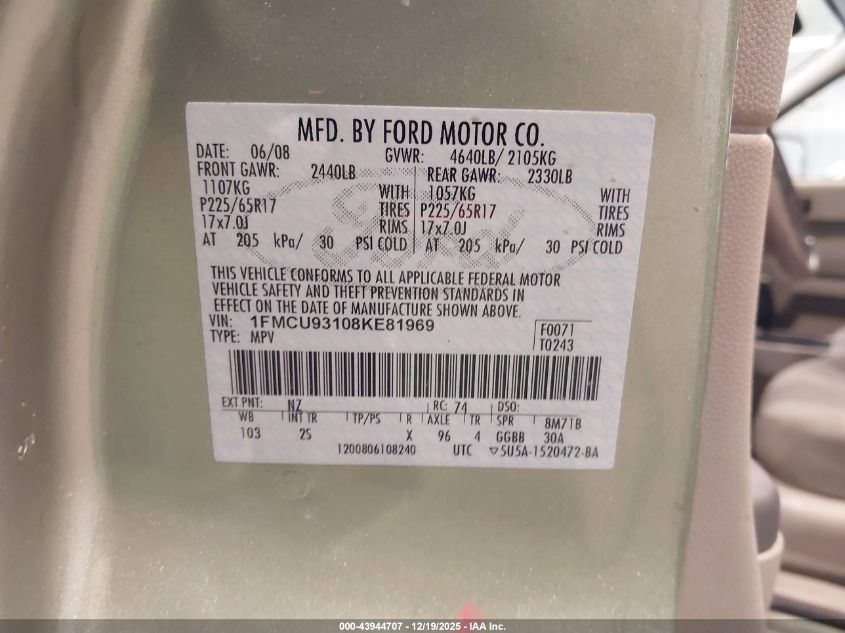 MFD. BY FORD MOTOR CO.
DATE: 06/08 GVWR: 4640LB/ 2105KG
FRONT GAWR: 2440LB REAR GAWR: 2330LB
1107KG WITH 1057KG WITH
P225/65R17 TIRES P225/65R17 TIRES
17x7.0J RIMS 17x7.0J RIMS
AT 205 kPa/ 30 PSI COLD AT 205 kPa/ 30 PSI COLD
THIS VEHICLE CONFORMS TO ALL APPLICABLE FEDERAL MOTOR
VEHICLE SAFETY AND THEFT PREVENTION STANDARDS IN
EFFECT ON THE DATE OF MANUFACTURE SHOWN ABOVE.
VIN: 1FMCU93108KE81969 F0071
TYPE: MPV T0243
EXT PNT: NZ RC: 74 DSO:
WB INT TR TP/PS R AXLE TR SPR 8M71B
103 2S X 96 4 GGBB 30A
1200806108240 UTC ▽5U5A-1520472-BA
Ford
000-43944707 - 12/19/2025 - IAA Inc.